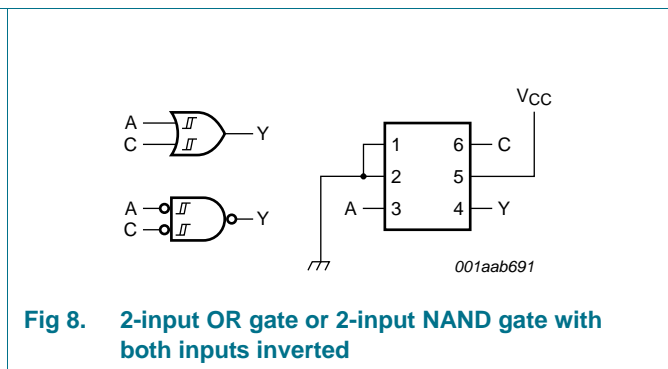 A
C
Y
A
C
Y
VCC
1
2
3
6
5
4
A
C
Y
001aab691
Fig 8. 2-input OR gate or 2-input NAND gate with
both inputs inverted